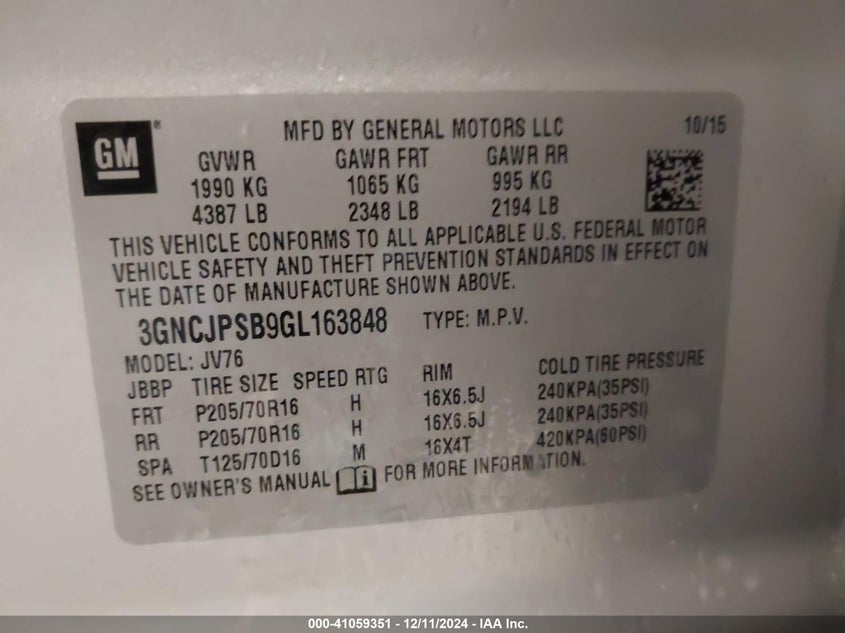 GM ®
MFD BY GENERAL MOTORS LLC 10/15
GVWR GAWR FRT GAWR RR
1990 KG 1065 KG 995 KG
4387 LB 2348 LB 2194 LB
THIS VEHICLE CONFORMS TO ALL APPLICABLE U.S. FEDERAL MOTOR
VEHICLE SAFETY AND THEFT PREVENTION STANDARDS IN EFFECT ON
THE DATE OF MANUFACTURE SHOWN ABOVE.
3GNCJPSB9GL163848 TYPE: M.P.V.
MODEL: JV76
JBBP TIRE SIZE SPEED RTG RIM COLD TIRE PRESSURE
FRT P205/70R16 H 16X6.5J 240KPA(35PSI)
RR P205/70R16 H 16X6.5J 240KPA(35PSI)
SPA T125/70D16 M 16X4T 420KPA(60PSI)
SEE OWNER'S MANUAL i FOR MORE INFORMATION.
000-41059351 - 12/11/2024 - IAA Inc.